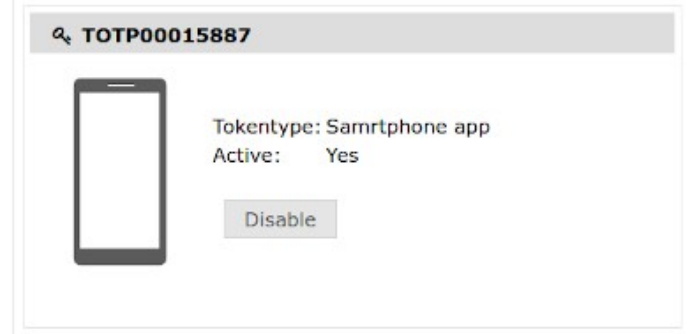 TOTP00015887
Tokentype: Samrtphone app
Active: Yes
Disable